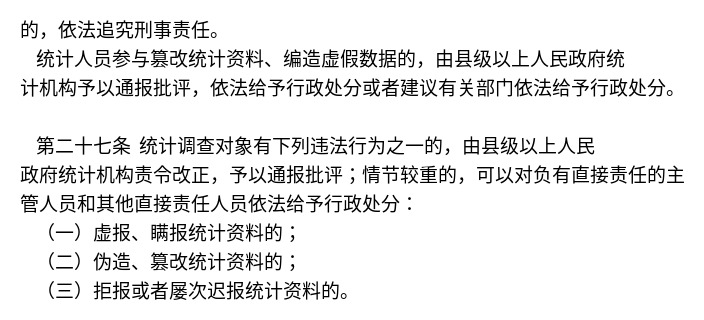 的，依法追究刑事责任。
统计人员参与篡改统计资料、编造虚假数据的，由县级以上人民政府统
计机构予以通报批评，依法给予行政处分或者建议有关部门依法给予行政处分。
第二十七条 统计调查对象有下列违法行为之一的，由县级以上人民
政府统计机构责令改正，予以通报批评；情节较重的，可以对负有直接责任的主
管人员和其他直接责任人员依法给予行政处分：
（一）虚报、瞒报统计资料的；
（二）伪造、篡改统计资料的；
（三）拒报或者屡次迟报统计资料的。